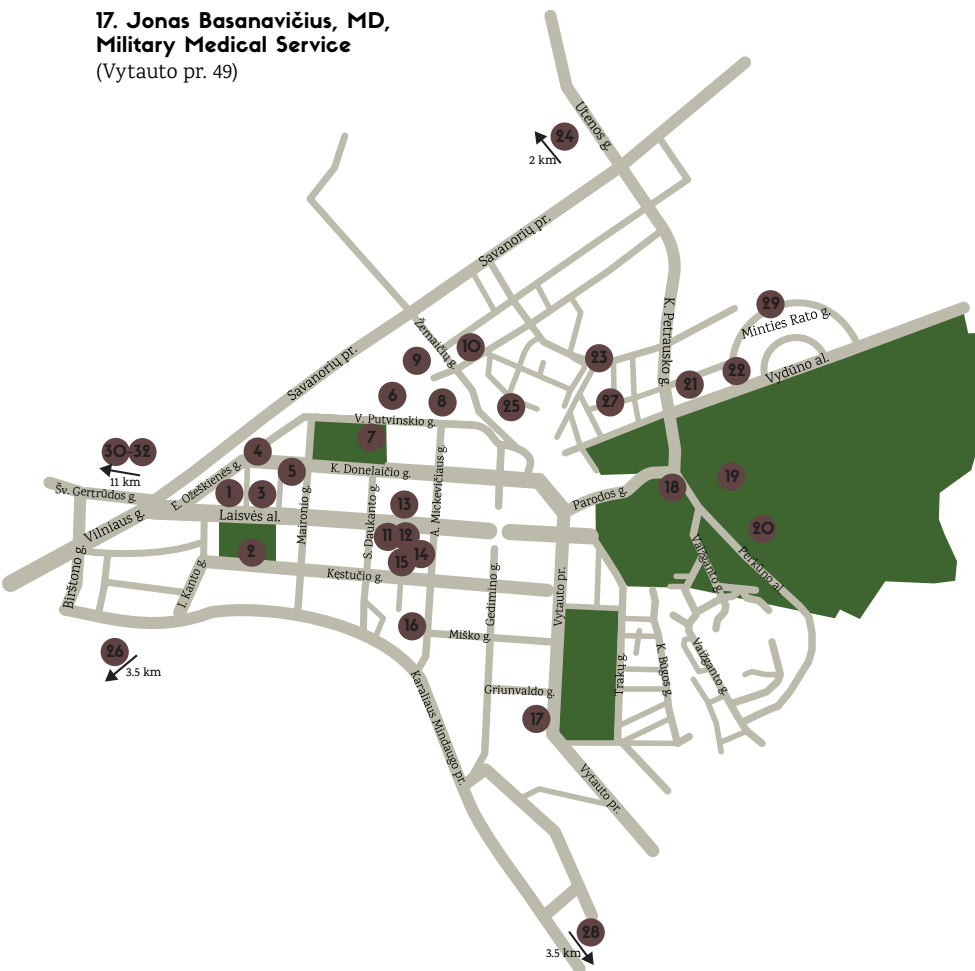 17. Jonas Basanavičius, MD,
Military Medical Service
(Vytauto pr. 49)
Utenos g.
24
2 km
Savanorių pr.
29
Minties Rato g.
K. Petrausko g.
Žemaičių g.
10
9
23
22
Vydūno al.
Savanorių pr.
21
6
8
25
27
V. Putvinskio g.
7
30-32
11 km
4
5
K. Donelaičio g.
A. Mickevičiaus g.
E. Ožeškienės g.
19
18
Parodos g.
Šv. Gertrūdos g.
1
3
Maironio g.
S. Daukanto g.
13
Laisvės al.
Vilniaus g.
11
12
20
2
14
15
Vaižganto g.
Perkūno al.
Birštono g.
I. Kanto g.
Kęstučio g.
Gedimino g.
Vytauto pr.
16
Miško g.
26
3.5 km
Trakų g.
K. Būgos g.
Vaižganto g.
Griunvaldo g.
17
Karaliaus Mindaugo pr.
Vytauto pr.
28
3.5 km